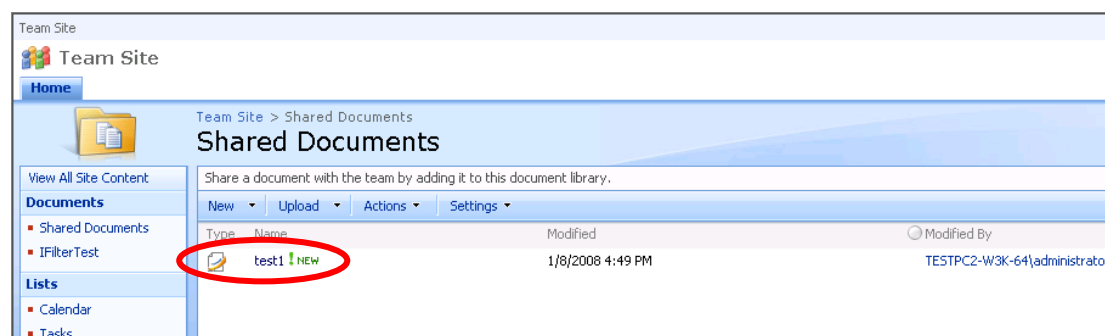 Team Site
Team Site
Home
Team Site > Shared Documents
Shared Documents
View All Site Content
Share a document with the team by adding it to this document library.
Documents
New Upload Actions Settings
Shared Documents
Type Name Modified Modified By
IFilterTest
test1 ! NEW 1/8/2008 4:49 PM TESTPC2-W3K-64\administrato
Lists
Calendar
Tasks